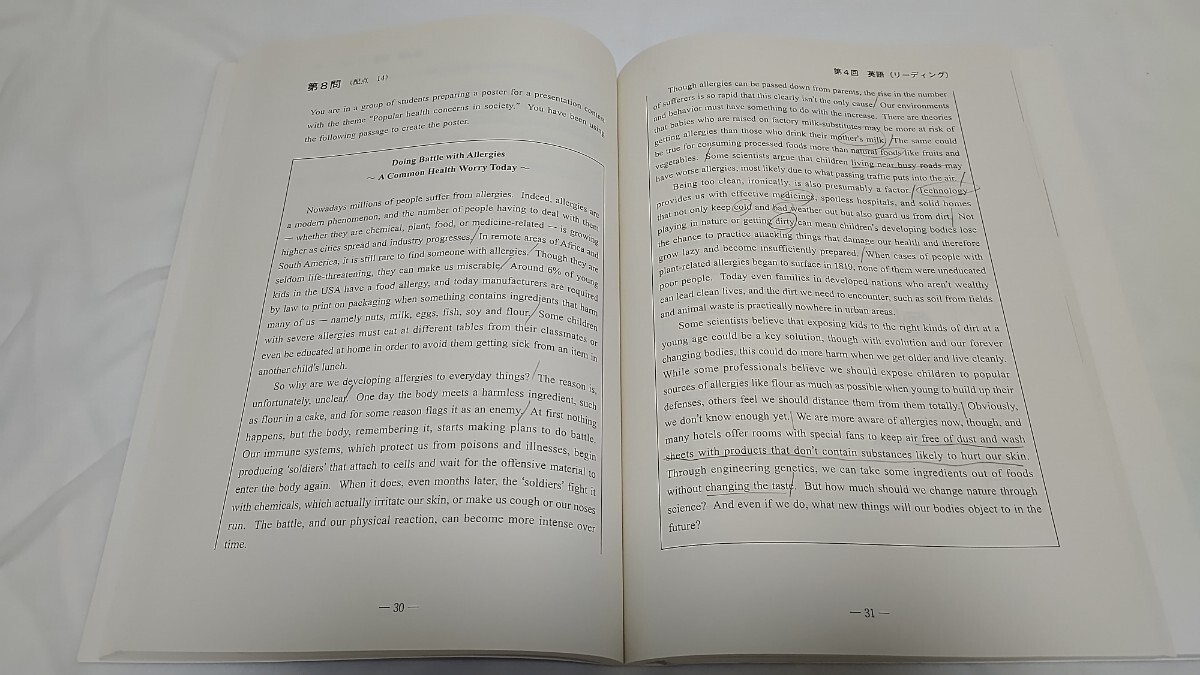 第8問 (配点 14)
You are in a group of students preparing a poster for a presentation contest
with the theme "Popular health concerns in society." You have been using
the following passage to create the poster.
Doing Battle with Allergies
~ A Common Health Worry Today ~
Nowadays millions of people suffer from allergies. Indeed, allergies are
a modern phenomenon, and the number of people having to deal with them
— whether they are chemical, plant, food, or medicine-related — is growing
higher as cities spread and industry progresses. In remote areas of Africa and
South America, it is still rare to find someone with allergies. Though they are
seldom life-threatening, they can make us miserable. Around 6% of young
kids in the USA have a food allergy, and today manufacturers are required
by law to print on packaging when something contains ingredients that harm
many of us — namely nuts, milk, eggs, fish, soy and flour. Some children
with severe allergies must eat at different tables from their classmates or
even be educated at home in order to avoid them getting sick from an item in
another child's lunch.
So why are we developing allergies to everyday things? The reason is,
unfortunately, unclear. One day the body meets a harmless ingredient, such
as flour in a cake, and for some reason flags it as an enemy. At first nothing
happens, but the body, remembering it, starts making plans to do battle.
Our immune systems, which protect us from poisons and illnesses, begin
producing 'soldiers' that attach to cells and wait for the offensive material to
enter the body again. When it does, even months later, the 'soldiers' fight it
with chemicals, which actually irritate our skin, or make us cough or our noses
run. The battle, and our physical reaction, can become more intense over
time.
— 30 —
第4回 英語 (リーディング)
Though allergies can be passed down from parents, the rise in the number
of sufferers is so rapid that this clearly isn't the only cause. Our environments
and behavior must have something to do with the increase. There are theories
that babies who are raised on factory milk-substitutes may be more at risk of
getting allergies than those who drink their mother's milk. The same could
be true for consuming processed foods more than natural foods like fruits and
vegetables. Some scientists argue that children living near busy roads may
have worse allergies, most likely due to what passing traffic puts into the air.
Being too clean, ironically, is also presumably a factor. Technology
provides us with effective medicines, spotless hospitals, and solid homes
that not only keep cold and bad weather out but also guard us from dirt. Not
playing in nature or getting dirty can mean children's developing bodies lose
the chance to practice attacking things that damage our health and therefore
grow lazy and become insufficiently prepared. When cases of people with
plant-related allergies began to surface in 1819, none of them were uneducated
poor people. Today even families in developed nations who aren't wealthy
can lead clean lives, and the dirt we need to encounter, such as soil from fields
and animal waste is practically nowhere in urban areas.
Some scientists believe that exposing kids to the right kinds of dirt at a
young age could be a key solution, though with evolution and our forever
changing bodies, this could do more harm when we get older and live cleanly.
While some professionals believe we should expose children to popular
sources of allergies like flour as much as possible when young to build up their
defenses, others feel we should distance them from them totally. Obviously,
we don't know enough yet. We are more aware of allergies now, though, and
many hotels offer rooms with special fans to keep air free of dust and wash
sheets with products that don't contain substances likely to hurt our skin.
Through engineering genetics, we can take some ingredients out of foods
without changing the taste. But how much should we change nature through
science? And even if we do, what new things will our bodies object to in the
future?
— 31 —